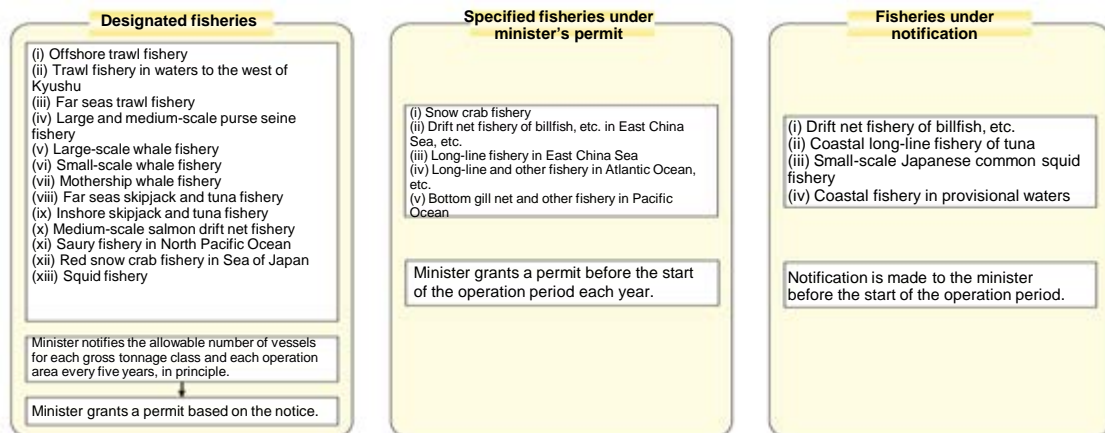 Designated fisheries
(i) Offshore trawl fishery
(ii) Trawl fishery in waters to the west of
Kyushu
(iii) Far seas trawl fishery
(iv) Large and medium-scale purse seine
fishery
(v) Large-scale whale fishery
(vi) Small-scale whale fishery
(vii) Mothership whale fishery
(viii) Far seas skipjack and tuna fishery
(ix) Inshore skipjack and tuna fishery
(x) Medium-scale salmon drift net fishery
(xi) Saury fishery in North Pacific Ocean
(xii) Red snow crab fishery in Sea of Japan
(xiii) Squid fishery
Minister notifies the allowable number of vessels
for each gross tonnage class and each operation
area every five years, in principle.
Minister grants a permit based on the notice.
Specified fisheries under
minister’s permit
(i) Snow crab fishery
(ii) Drift net fishery of billfish, etc. in East China
Sea, etc.
(iii) Long-line fishery in East China Sea
(iv) Long-line and other fishery in Atlantic Ocean,
etc.
(v) Bottom gill net and other fishery in Pacific
Ocean
Minister grants a permit before the start
of the operation period each year.
Fisheries under
notification
(i) Drift net fishery of billfish, etc.
(ii) Coastal long-line fishery of tuna
(iii) Small-scale Japanese common squid
fishery
(iv) Coastal fishery in provisional waters
Notification is made to the minister
before the start of the operation period.